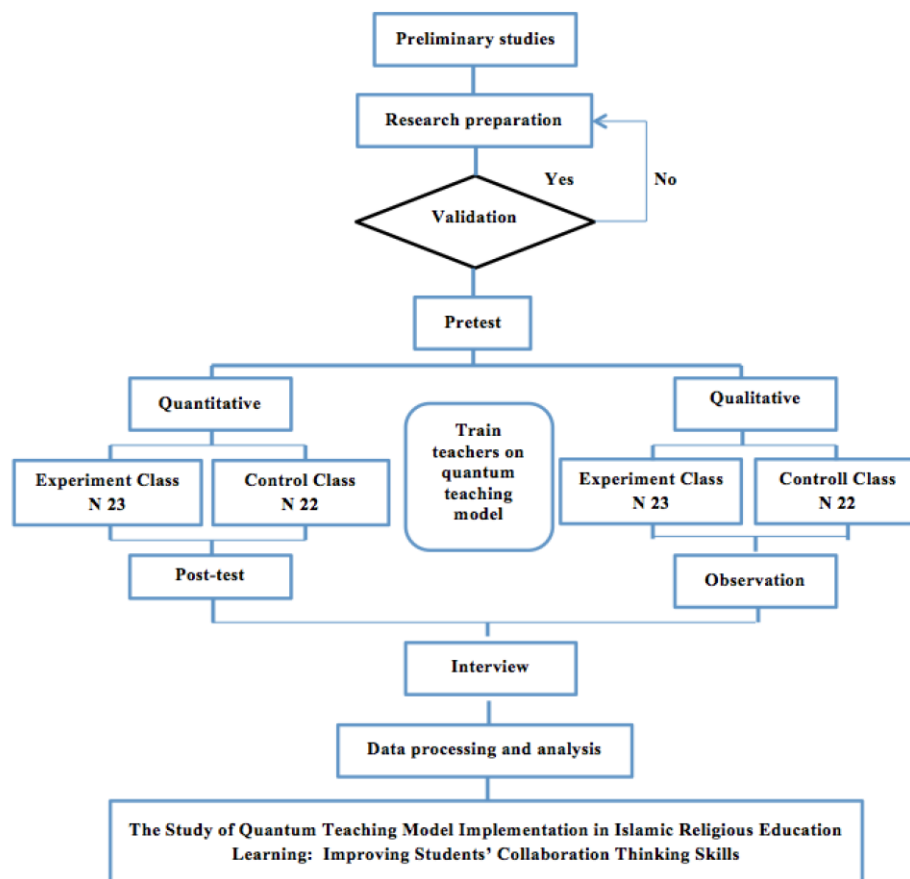 Preliminary studies
Research preparation
Yes
No
Validation
Pretest
Quantitative
Qualitative
Train
teachers on
quantum
teaching
model
Experiment Class
N 23
Control Class
N 22
Experiment Class
N 23
Controll Class
N 22
Post-test
Observation
Interview
Data processing and analysis
The Study of Quantum Teaching Model Implementation in Islamic Religious Education
Learning: Improving Students' Collaboration Thinking Skills